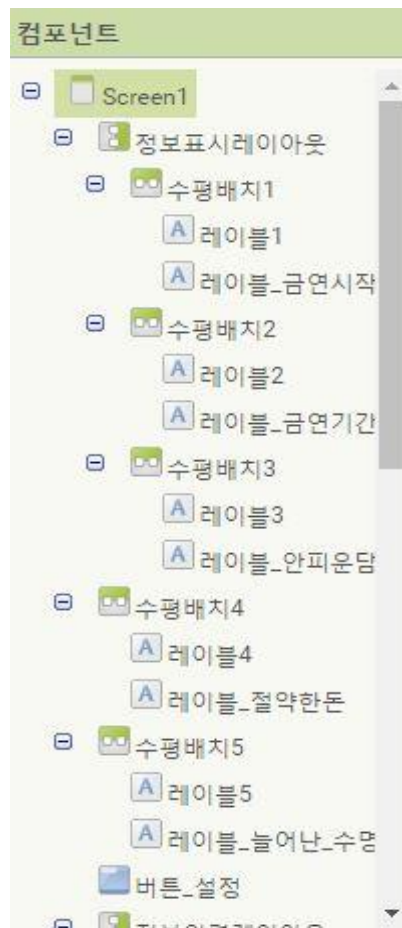 컴포넌트
Screen1
정보표시레이아웃
수평배치1
레이블1
레이블_금연시작
수평배치2
레이블2
레이블_금연기간
수평배치3
레이블3
레이블_안피운담
수평배치4
레이블4
레이블_절약한돈
수평배치5
레이블5
레이블_늘어난_수명
버튼_설정